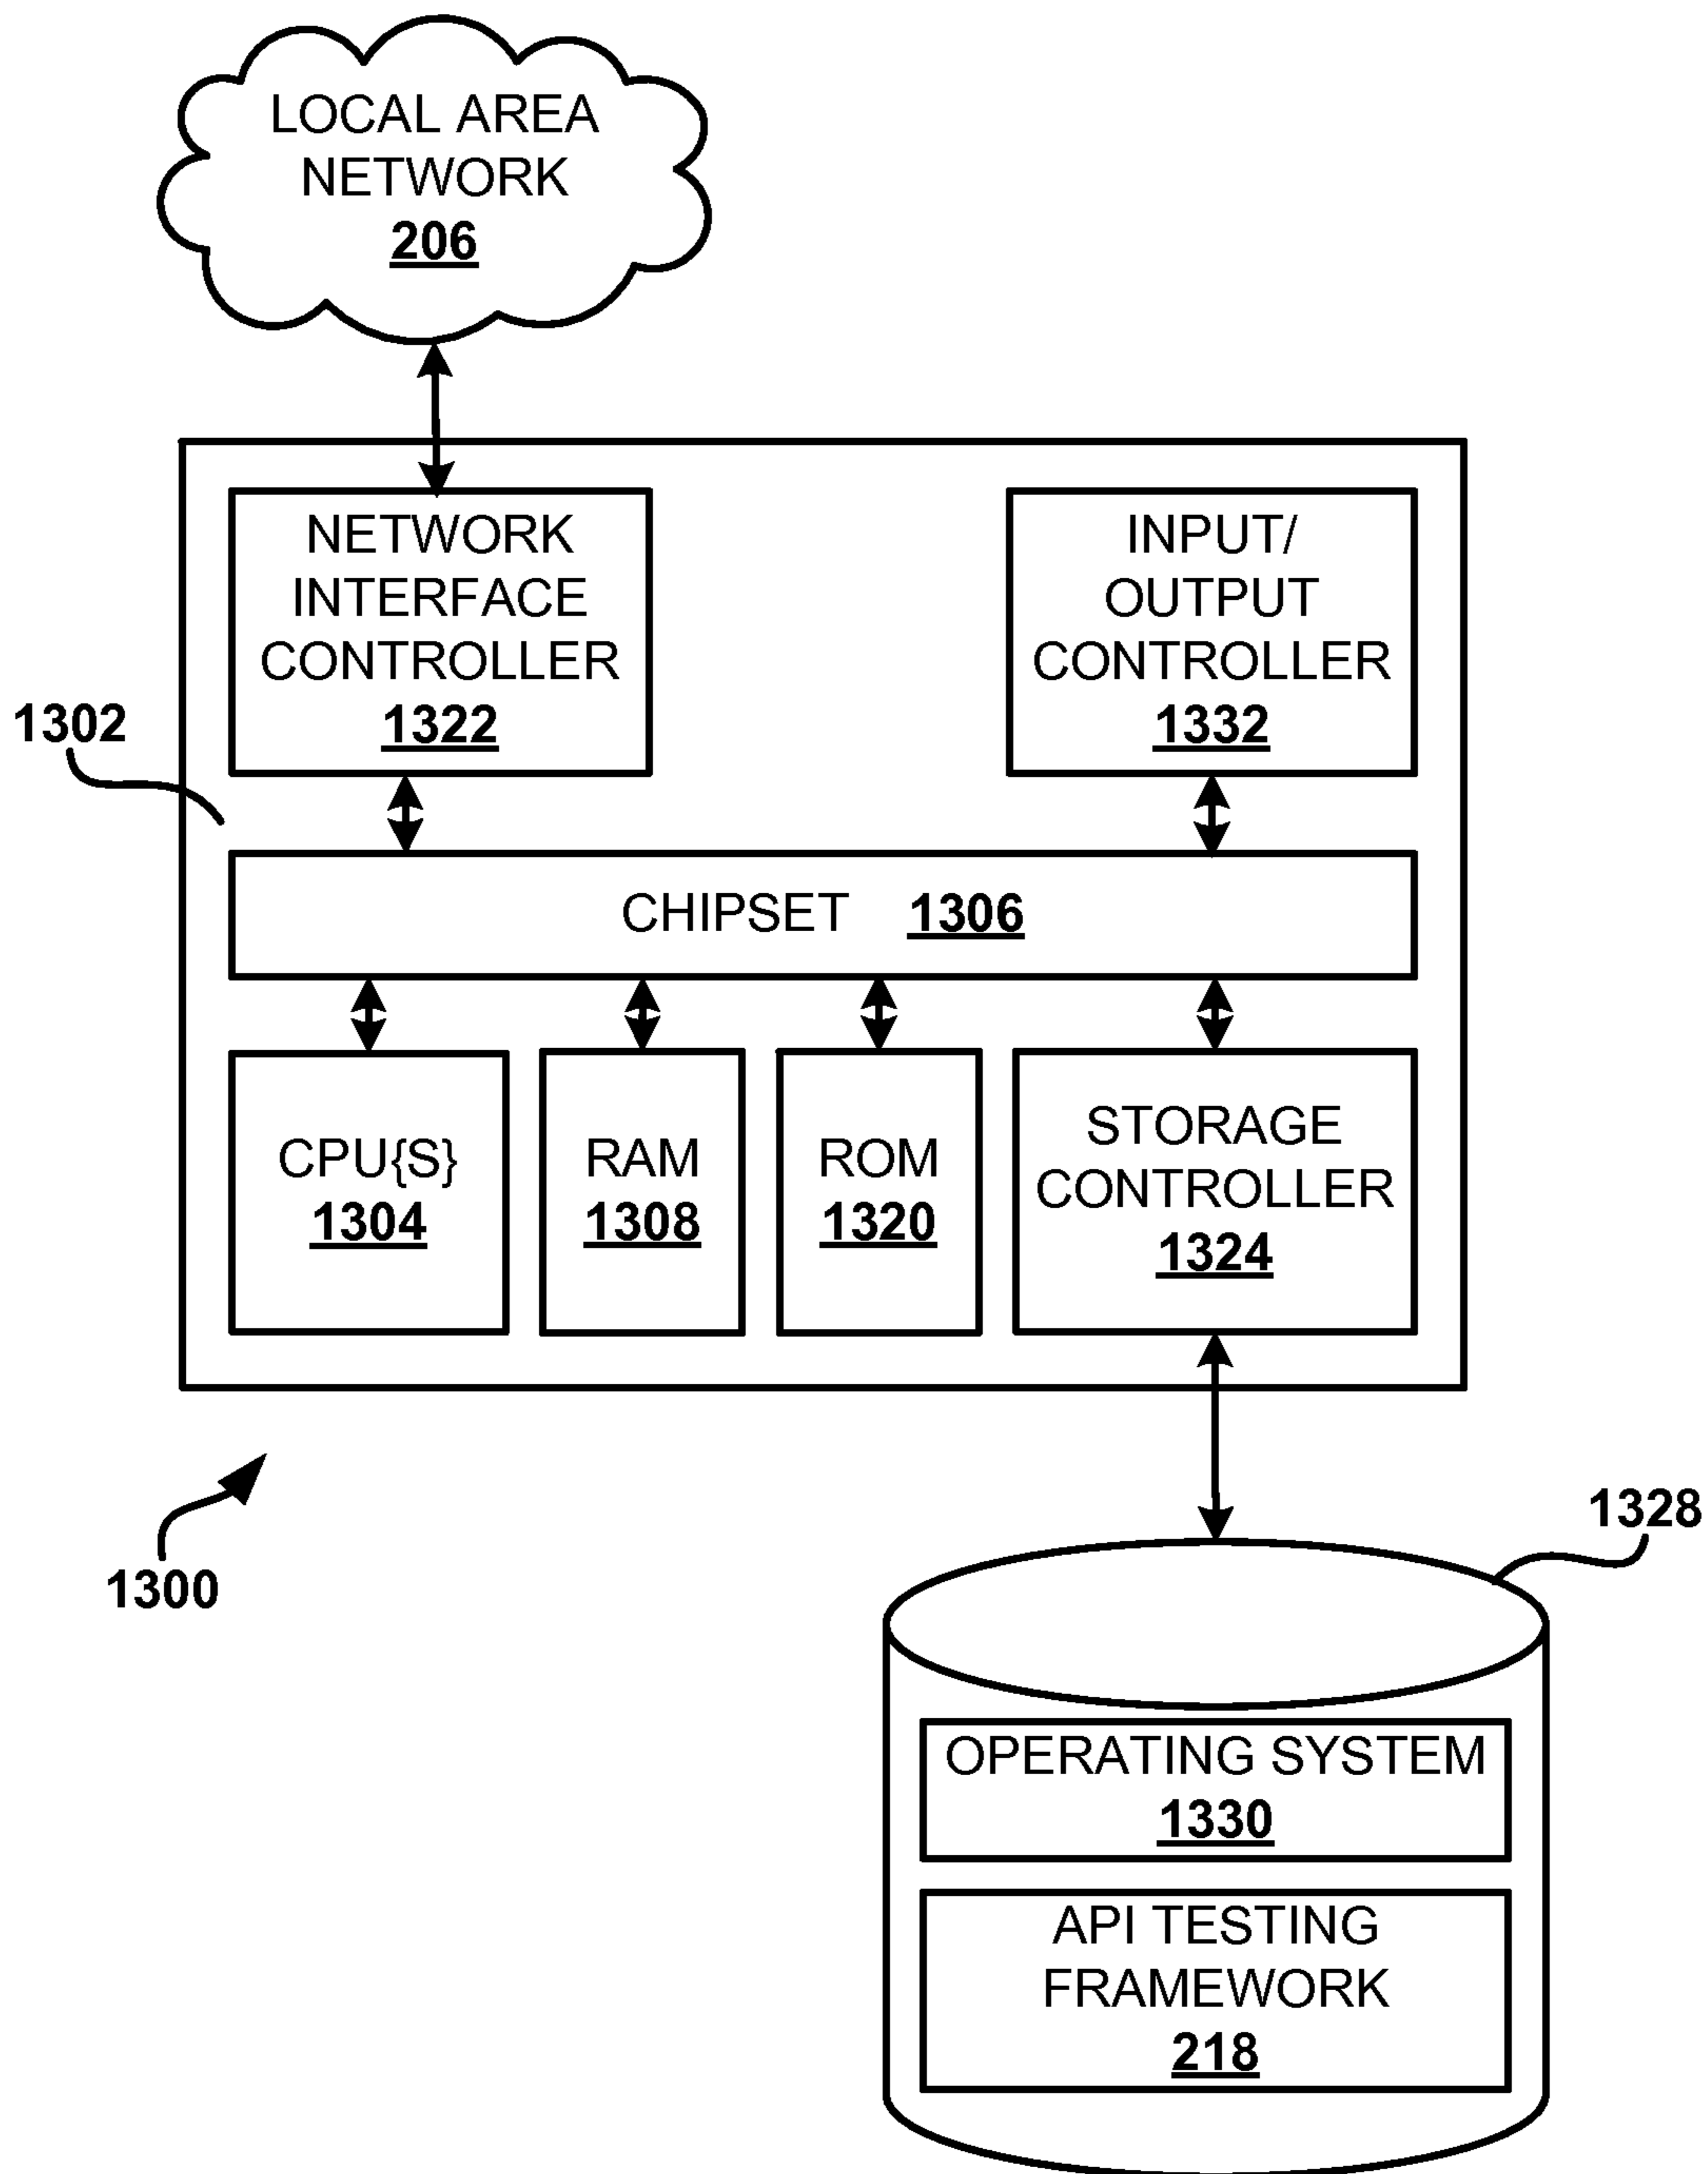 LOCAL AREA
NETWORK
206
NETWORK
INTERFACE
CONTROLLER
1322
INPUT/
OUTPUT
CONTROLLER
1332
1302
CHIPSET 1306
CPU{S}
1304
RAM
1308
ROM
1320
STORAGE
CONTROLLER
1324
1300
1328
OPERATING SYSTEM
1330
API TESTING
FRAMEWORK
218